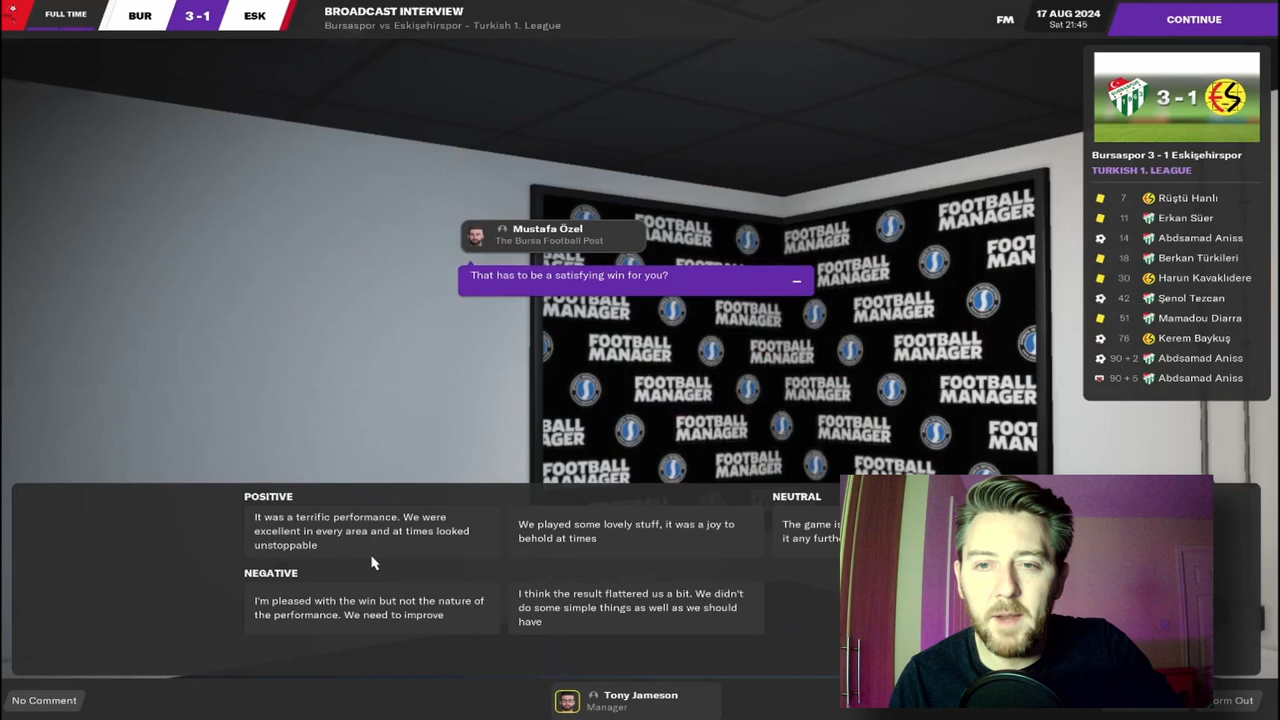 FULL TIME
BUR
3 - 1
ESK
BROADCAST INTERVIEW
Bursaspor vs Eskişehirspor - Turkish 1. League
FM
17 AUG 2024
Sat 21:45
CONTINUE
3 - 1
Bursaspor 3 - 1 Eskişehirspor
TURKISH 1. LEAGUE
7 Rüştü Hanlı
11 Erkan Süer
14 Abdsamad Aniss
18 Berkan Türkileri
30 Harun Kavaklıdere
42 Şenol Tezcan
51 Mamadou Diarra
76 Kerem Baykuş
90 + 2 Abdsamad Aniss
90 + 5 Abdsamad Aniss
Mustafa Özel
The Bursa Football Post
That has to be a satisfying win for you?
FOOTBALL
MANAGER
POSITIVE
It was a terrific performance. We were
excellent in every area and at times looked
unstoppable
We played some lovely stuff, it was a joy to
behold at times
NEUTRAL
The game is
it any furth
NEGATIVE
I'm pleased with the win but not the nature of
the performance. We need to improve
I think the result flattered us a bit. We didn't
do some simple things as well as we should
have
No Comment
Tony Jameson
Manager
orm Out